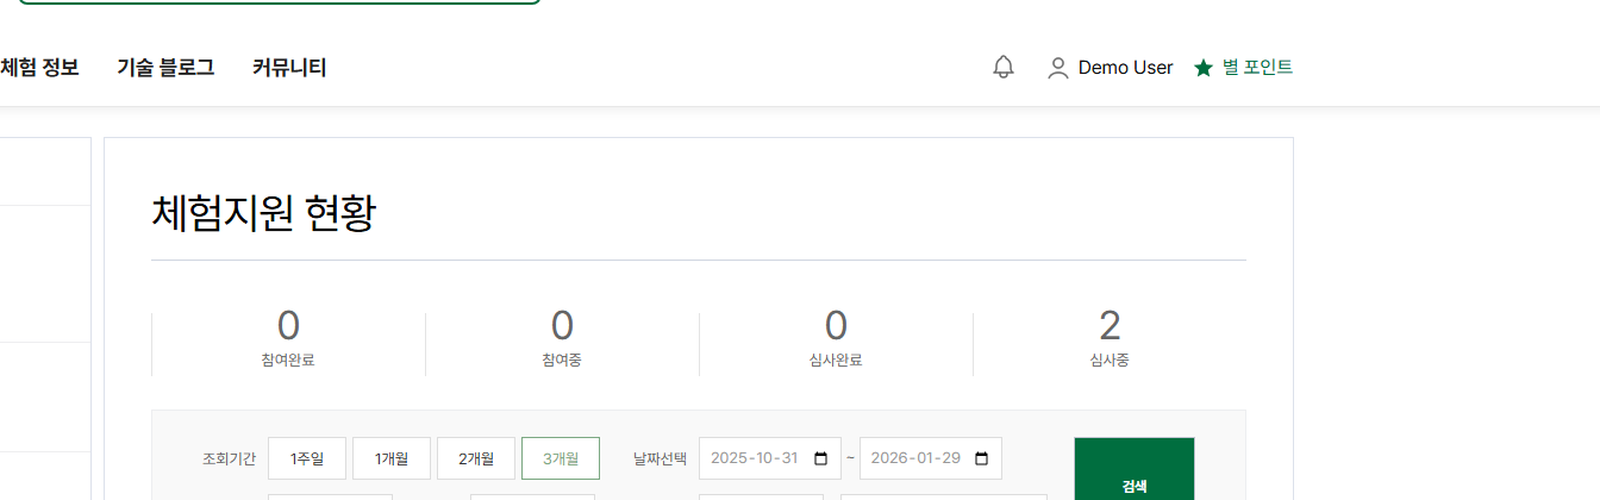 체험 정보 기술 블로그 커뮤니티 Demo User 별 포인트
체험지원 현황
0 0 0 2
참여완료 참여중 심사완료 심사중
조회기간 1주일 1개월 2개월 3개월 날짜선택 2025-10-31 ~ 2026-01-29
검색